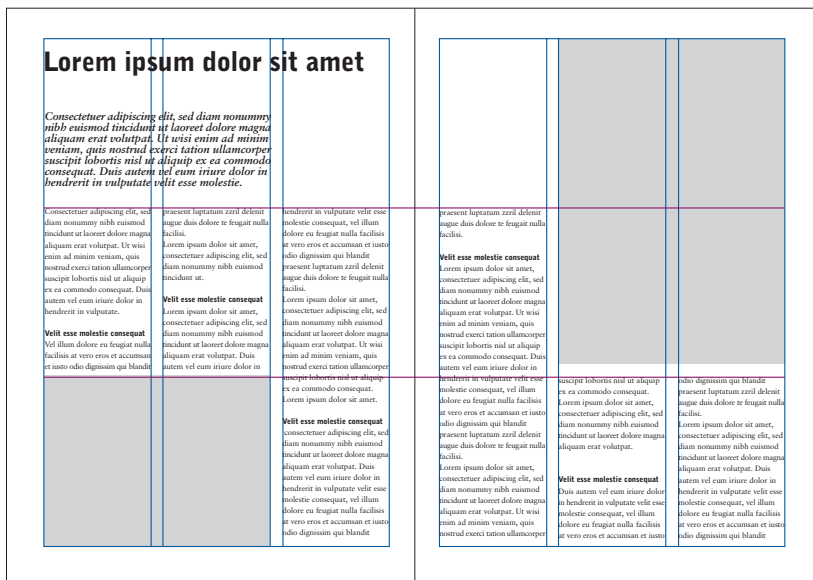 Lorem ipsum dolor sit amet
Consectetuer adipiscing elit, sed diam nonummy
nibh euismod tincidunt ut laoreet dolore magna
aliquam erat volutpat. Ut wisi enim ad minim
veniam, quis nostrud exerci tation ullamcorper
suscipit lobortis nisl ut aliquip ex ea commodo
consequat. Duis autem vel eum iriure dolor in
hendrerit in vulputate velit esse molestie.
Consectetuer adipiscing elit, sed
diam nonummy nibh euismod
tincidunt ut laoreet dolore magna
aliquam erat volutpat. Ut wisi
enim ad minim veniam, quis
nostrud exerci tation ullamcorper
suscipit lobortis nisl ut aliquip
ex ea commodo consequat. Duis
autem vel eum iriure dolor in
hendrerit in vulputate.
Velit esse molestie consequat
Vel illum dolore eu feugiat nulla
facilisis at vero eros et accumsan
et iusto odio dignissim qui blandit
praesent luptatum zzril delenit
augue duis dolore te feugait nulla
facilisi.
Lorem ipsum dolor sit amet,
consectetuer adipiscing elit, sed
diam nonummy nibh euismod
tincidunt ut.
Velit esse molestie consequat
Lorem ipsum dolor sit amet,
consectetuer adipiscing elit, sed
diam nonummy nibh euismod
tincidunt ut laoreet dolore magna
aliquam erat volutpat. Duis
autem vel eum iriure dolor in
hendrerit in vulputate velit esse
molestie consequat, vel illum
dolore eu feugiat nulla facilisis
at vero eros et accumsan et iusto
odio dignissim qui blandit
praesent luptatum zzril delenit
augue duis dolore te feugait nulla
facilisi.
Lorem ipsum dolor sit amet,
consectetuer adipiscing elit, sed
diam nonummy nibh euismod
tincidunt ut laoreet dolore magna
aliquam erat volutpat. Ut wisi
enim ad minim veniam, quis
nostrud exerci tation ullamcorper
suscipit lobortis nisl ut aliquip
ex ea commodo consequat.
Lorem ipsum dolor sit amet.
Velit esse molestie consequat
consectetuer adipiscing elit, sed
diam nonummy nibh euismod
tincidunt ut laoreet dolore magna
aliquam erat volutpat. Duis
autem vel eum iriure dolor in
hendrerit in vulputate velit esse
molestie consequat, vel illum
dolore eu feugiat nulla facilisis
at vero eros et accumsan et iusto
odio dignissim qui blandit
praesent luptatum zzril delenit
augue duis dolore te feugait nulla
facilisi.
Velit esse molestie consequat
Lorem ipsum dolor sit amet,
consectetuer adipiscing elit, sed
diam nonummy nibh euismod
tincidunt ut laoreet dolore magna
aliquam erat volutpat. Ut wisi
enim ad minim veniam, quis
nostrud exerci tation ullamcorper
suscipit lobortis nisl ut aliquip
ex ea commodo consequat. Duis
autem vel eum iriure dolor in
hendrerit in vulputate velit esse
molestie consequat, vel illum
dolore eu feugiat nulla facilisis
at vero eros et accumsan et iusto
odio dignissim qui blandit
praesent luptatum zzril delenit
augue duis dolore te feugait nulla
facilisi.
Lorem ipsum dolor sit amet,
consectetuer adipiscing elit, sed
diam nonummy nibh euismod
tincidunt ut laoreet dolore magna
aliquam erat volutpat. Ut wisi
enim ad minim veniam, quis
nostrud exerci tation ullamcorper
suscipit lobortis nisl ut aliquip
ex ea commodo consequat.
Lorem ipsum dolor sit amet,
consectetuer adipiscing elit, sed
diam nonummy nibh euismod
tincidunt ut laoreet dolore magna
aliquam erat volutpat.
Velit esse molestie consequat
Duis autem vel eum iriure dolor
in hendrerit in vulputate velit esse
molestie consequat, vel illum
dolore eu feugiat nulla facilisis
at vero eros et accumsan et iusto
odio dignissim qui blandit
praesent luptatum zzril delenit
augue duis dolore te feugait nulla
facilisi.
Lorem ipsum dolor sit amet,
consectetuer adipiscing elit, sed
diam nonummy nibh euismod
tincidunt ut laoreet dolore magna
aliquam erat volutpat. Duis
autem vel eum iriure dolor in
hendrerit in vulputate velit esse
molestie consequat, vel illum
dolore eu feugiat nulla facilisis
at vero eros et accumsan et iusto
odio dignissim qui blandit